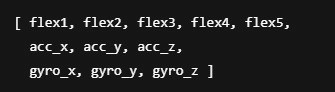 [ flex1, flex2, flex3, flex4, flex5,
acc_x, acc_y, acc_z,
gyro_x, gyro_y, gyro_z ]